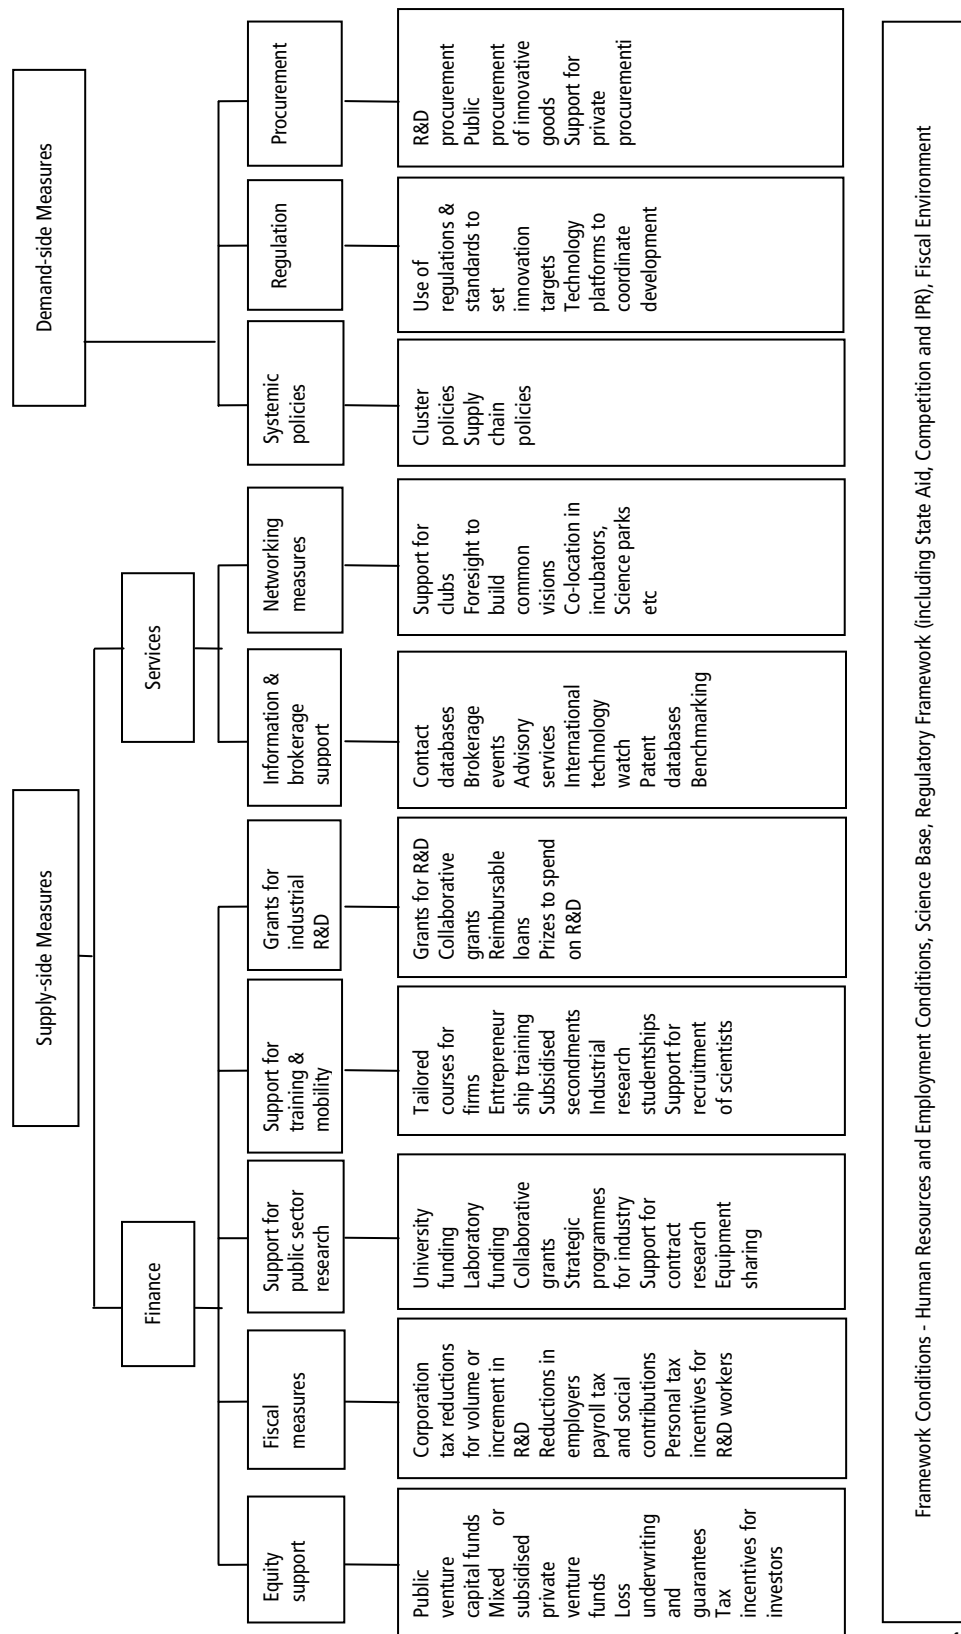 Supply-side Measures
Demand-side Measures
Finance
Services
Equity
support
Fiscal
measures
Support for
public sector
research
Support for
training &
mobility
Grants for
industrial
R&D
Information &
brokerage
support
Networking
measures
Systemic
policies
Regulation
Procurement
Public
venture
capital funds
Mixed or
subsidised
private
venture
funds
Loss
underwriting
and
guarantees
Tax
incentives for
investors
Corporation
tax reductions
for volume or
increment in
R&D
Reductions in
employers
payroll tax
and social
contributions
Personal tax
incentives for
R&D workers
University
funding
Laboratory
funding
Collaborative
grants
Strategic
programmes
for industry
Support for
contract
research
Equipment
sharing
Tailored
courses for
firms
Entrepreneur
ship training
Subsidised
secondments
Industrial
research
studentships
Support for
recruitment
of scientists
Grants for R&D
Collaborative
grants
Reimbursable
loans
Prizes to spend
on R&D
Contact
databases
Brokerage
events
Advisory
services
International
technology
watch
Patent
databases
Benchmarking
Support for
clubs
Foresight to
build
common
visions
Co-location in
incubators,
Science parks
etc
Cluster
policies
Supply
chain
policies
Use of
regulations &
standards to
set
innovation
targets
Technology
platforms to
coordinate
development
R&D
procurement
Public
procurement
of innovative
goods
Support for
private
procurementi
Framework Conditions - Human Resources and Employment Conditions, Science Base, Regulatory Framework (including State Aid, Competition and IPR), Fiscal Environment